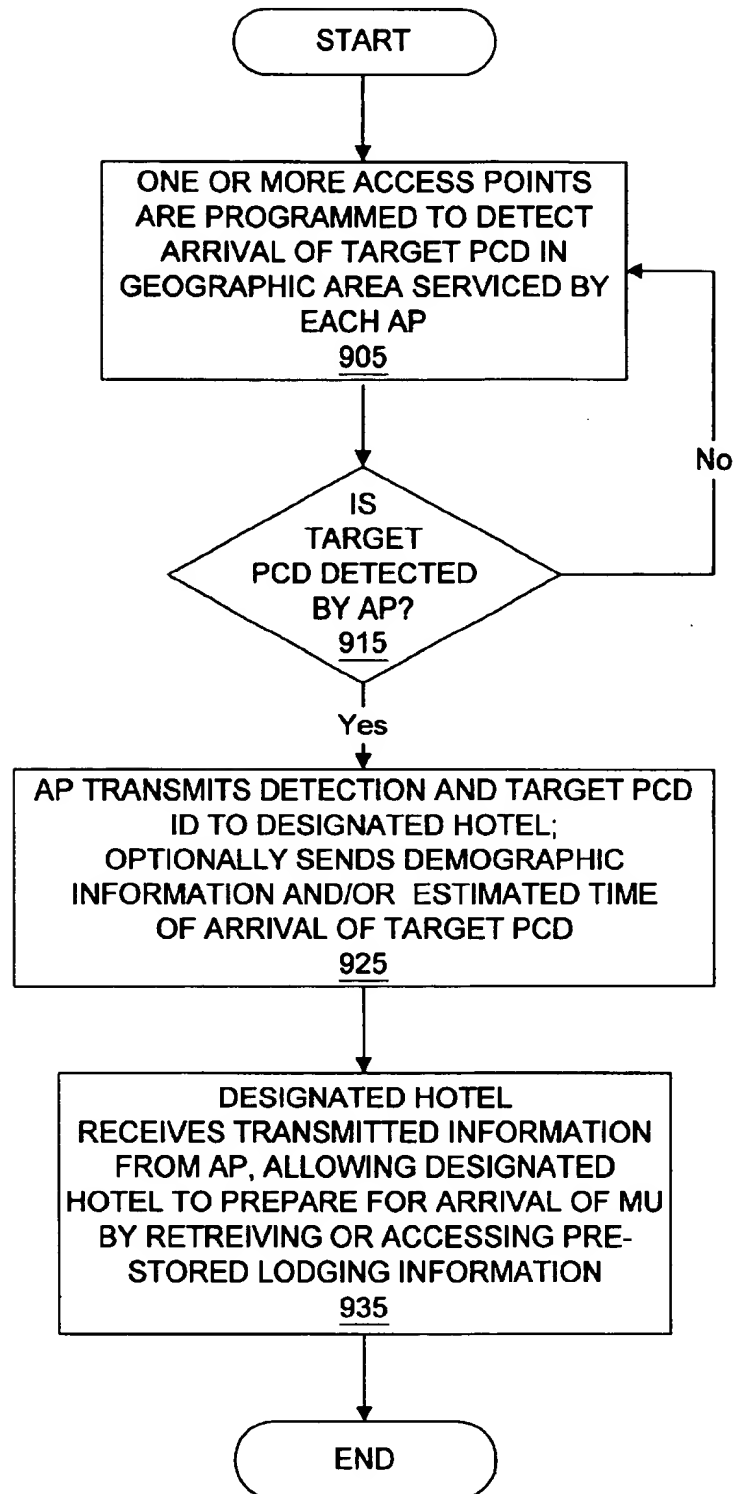 START
ONE OR MORE ACCESS POINTS
ARE PROGRAMMED TO DETECT
ARRIVAL OF TARGET PCD IN
GEOGRAPHIC AREA SERVICED BY
EACH AP
905
No
IS
TARGET
PCD DETECTED
BY AP?
915
Yes
AP TRANSMITS DETECTION AND TARGET PCD
ID TO DESIGNATED HOTEL;
OPTIONALLY SENDS DEMOGRAPHIC
INFORMATION AND/OR ESTIMATED TIME
OF ARRIVAL OF TARGET PCD
925
DESIGNATED HOTEL
RECEIVES TRANSMITTED INFORMATION
FROM AP, ALLOWING DESIGNATED
HOTEL TO PREPARE FOR ARRIVAL OF MU
BY RETREIVING OR ACCESSING PRE-
STORED LODGING INFORMATION
935
END